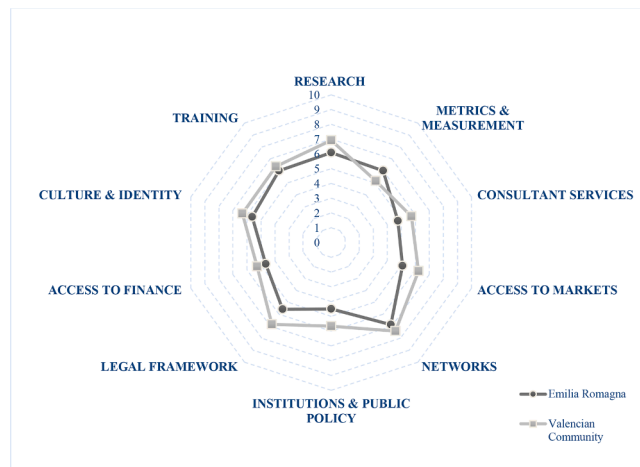 RESEARCH
10
9
8
7
6
5
4
3
2
1
0
METRICS &
MEASUREMENT
CONSULTANT SERVICES
ACCESS TO MARKETS
NETWORKS
INSTITUTIONS & PUBLIC
POLICY
LEGAL FRAMEWORK
ACCESS TO FINANCE
CULTURE & IDENTITY
TRAINING
Emilia Romagna
Valencian
Community